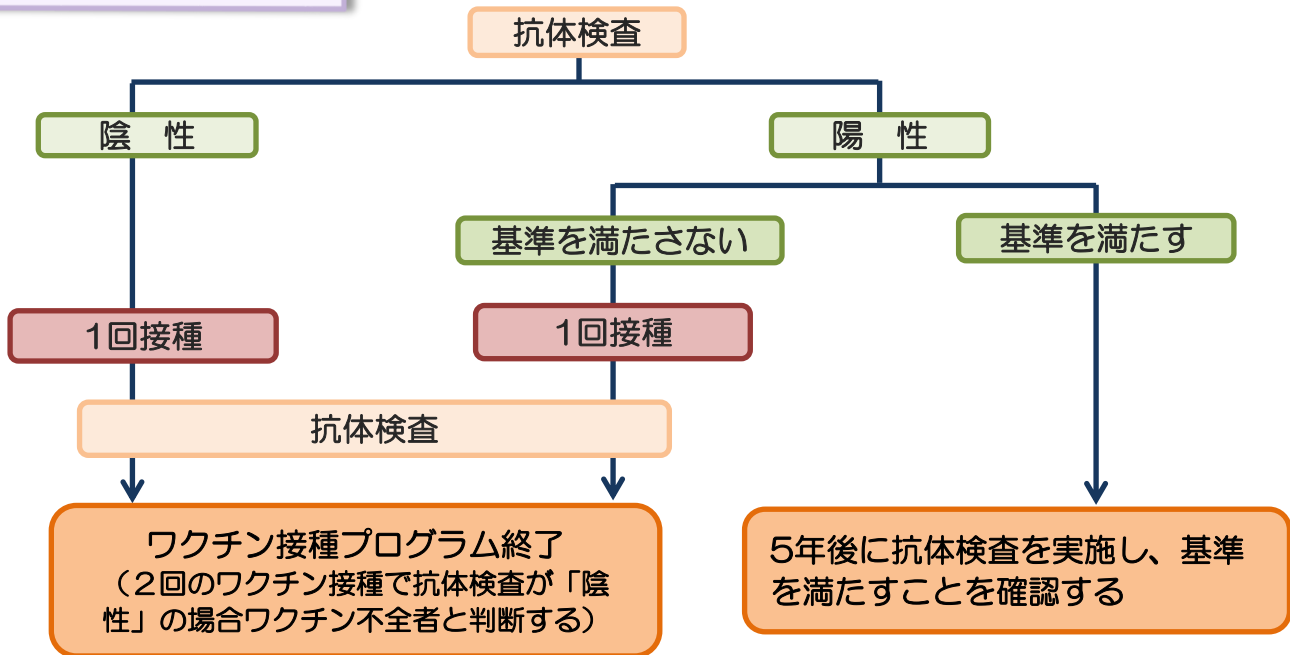 抗体検査
陰　性
陽　性
基準を満たさない
基準を満たす
1回接種
1回接種
抗体検査
ワクチン接種プログラム終了
（２回のワクチン接種で抗体検査が「陰
性」の場合ワクチン不全者と判断する）
5年後に抗体検査を実施し、基準
を満たすことを確認する